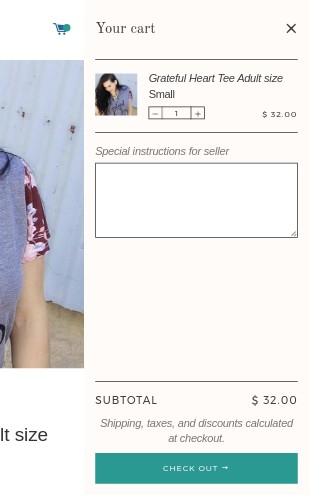 Your cart ×
Grateful Heart Tee Adult size
Small
− 1 + $ 32.00
Special instructions for seller
lt size
SUBTOTAL $ 32.00
Shipping, taxes, and discounts calculated
at checkout.
CHECK OUT →